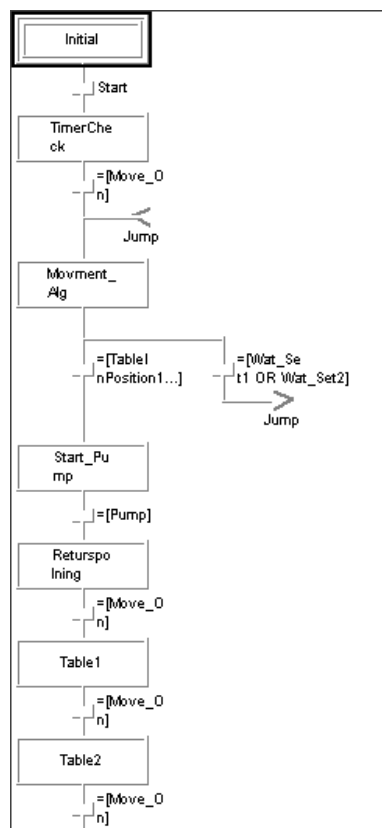 Initial
Start
TimerChe
ck
=[Move_O
n]
Jump
Movment_
Alg
=[TableI
nPosition1...]
=[Wat_Se
t1 OR Wat_Set2]
Jump
Start_Pu
mp
=[Pump]
Returspo
lning
=[Move_O
n]
Table1
=[Move_O
n]
Table2
=[Move_O
n]